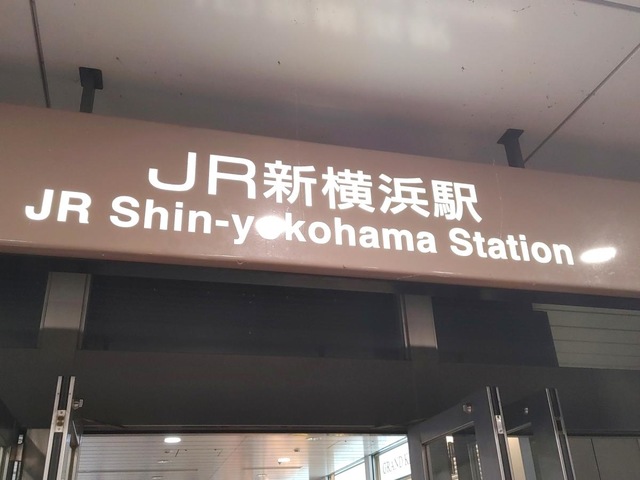 JR新横浜駅
JR Shin-yokohama Station